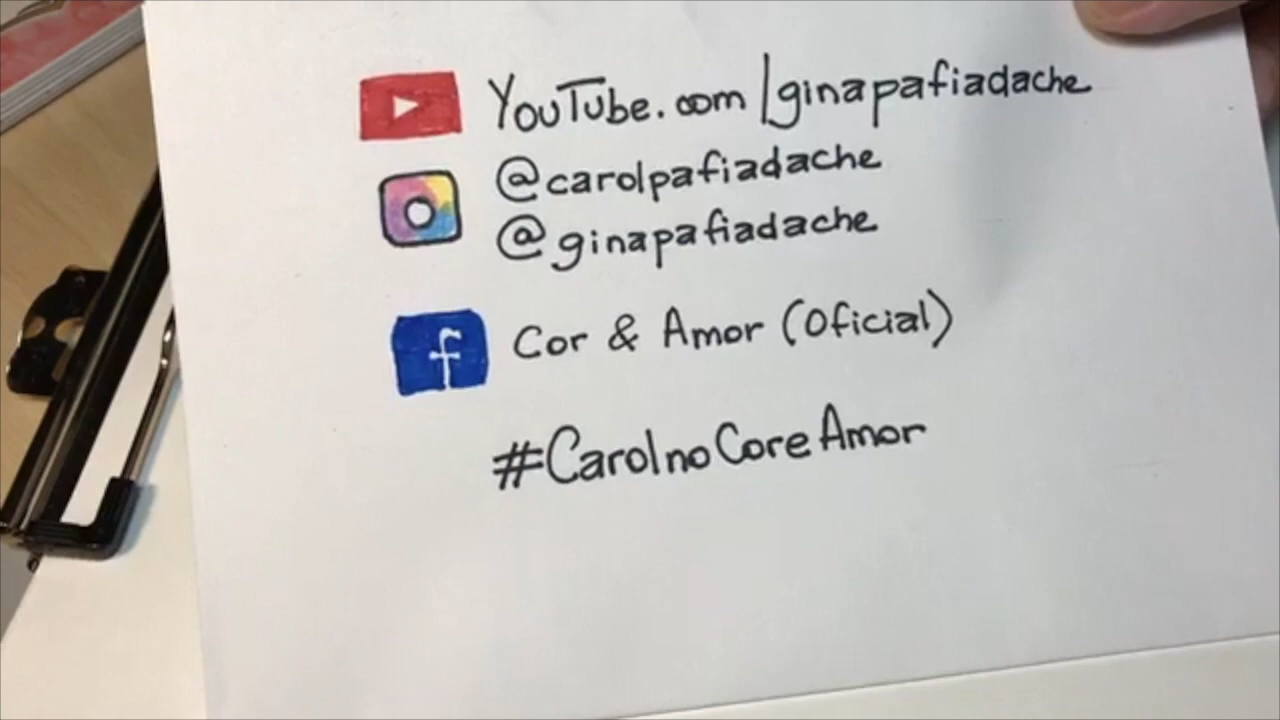 YouTube.com/ginapafiadache
@carolpafiadache
@ginapafiadache
f Cor & Amor (Oficial)
#CarolnoCoreAmor